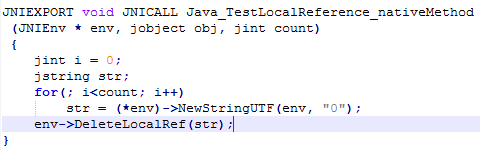 JNIEXPORT void JNICALL Java_TestLocalReference_nativeMethod
(JNIEnv * env, jobject obj, jint count)
{
jint i = 0;
jstring str;
for(; i<count; i++)
str = (*env)->NewStringUTF(env, "0");
env->DeleteLocalRef(str);
}